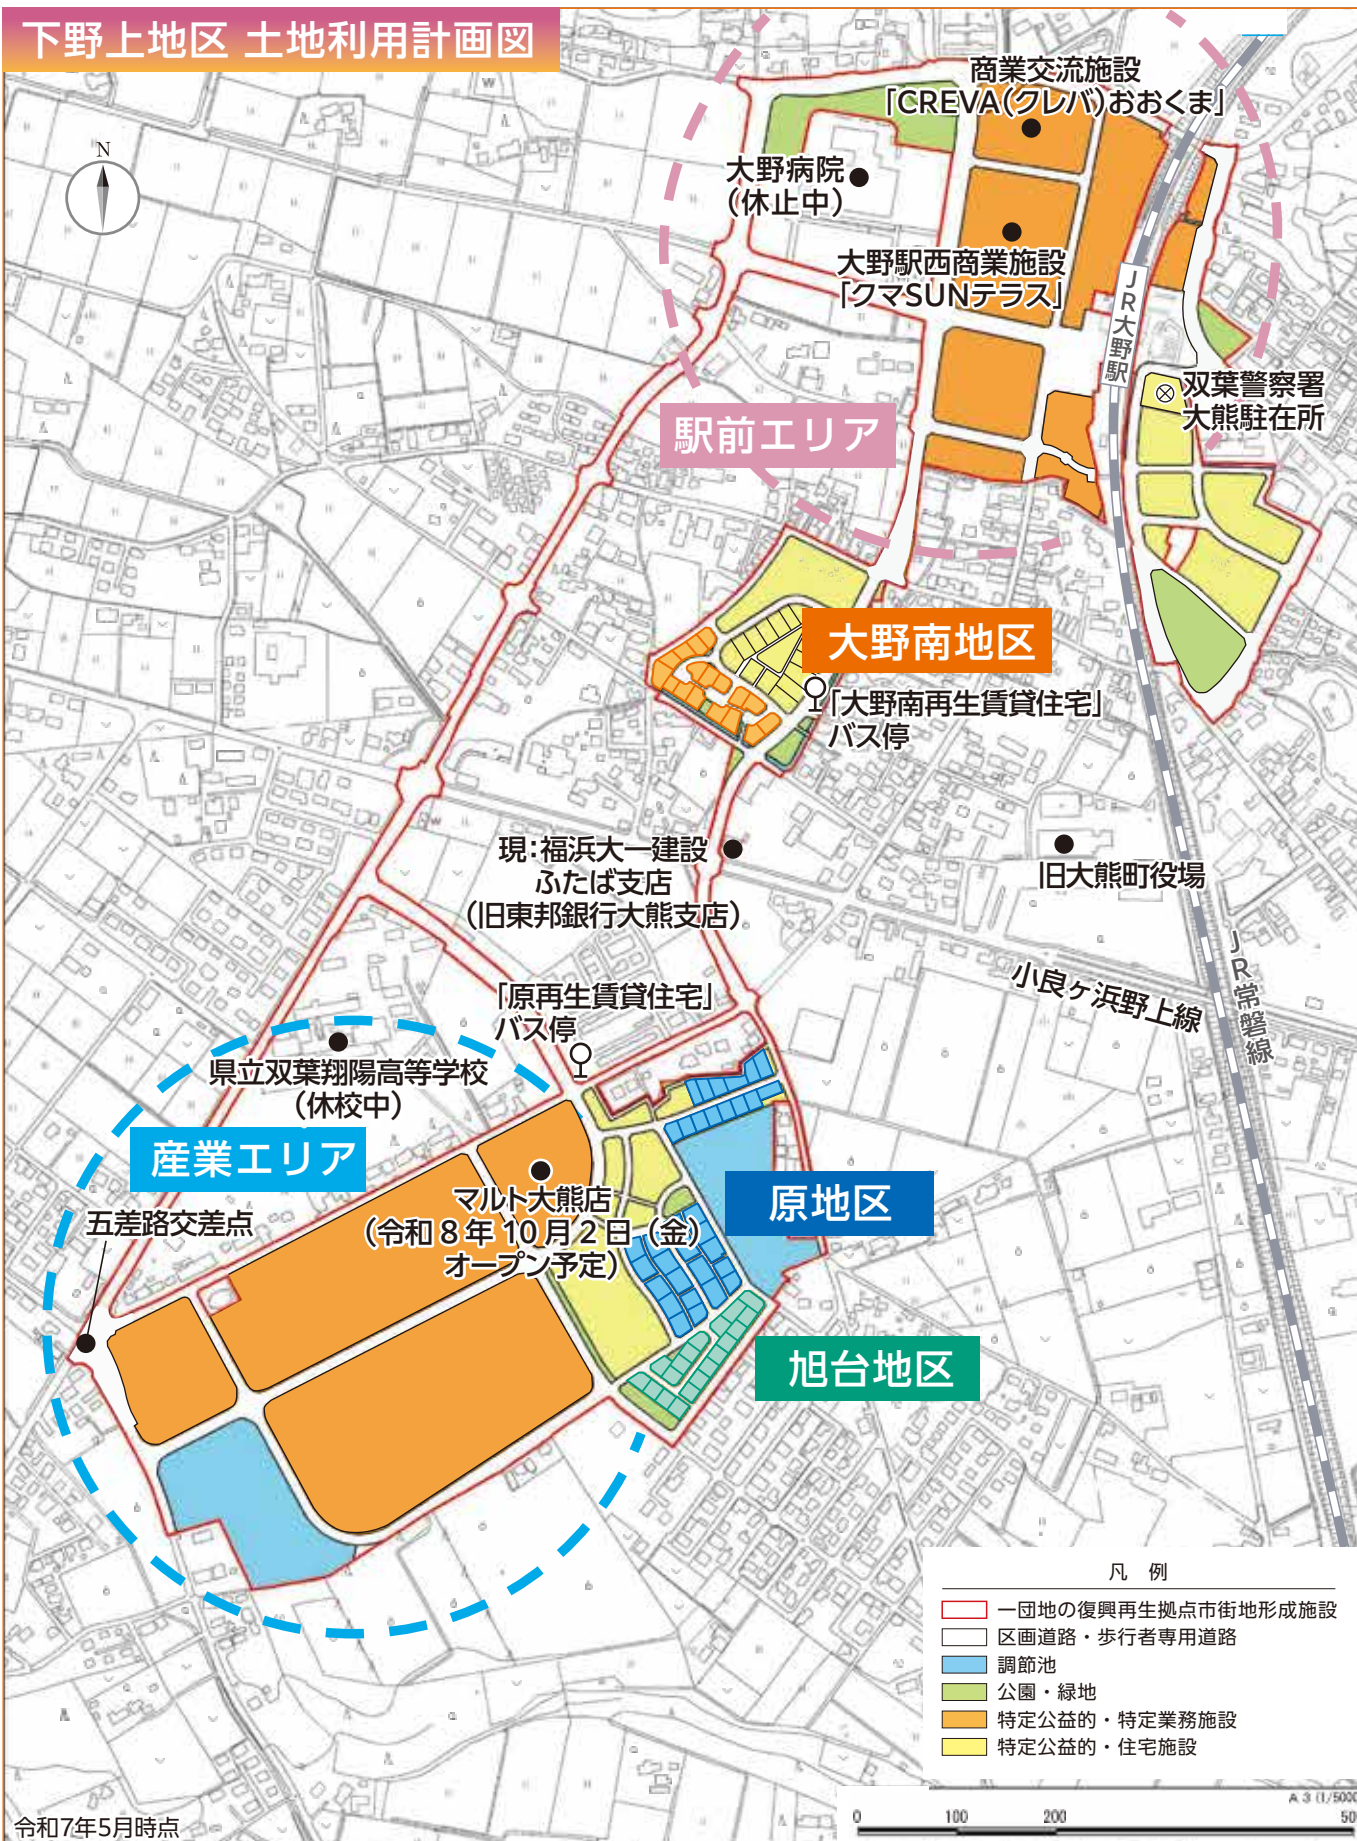 下野上地区 土地利用計画図
N
商業交流施設
「CREVA(クレバ)おおくま」
大野病院
(休止中)
大野駅西商業施設
「クマSUNテラス」
JR大野駅
双葉警察署
大熊駐在所
駅前エリア
大野南地区
「大野南再生賃貸住宅」
バス停
現：福浜大一建設
ふたば支店
(旧東邦銀行大熊支店)
旧大熊町役場
小良ヶ浜野上線
JR常磐線
「原再生賃貸住宅」
バス停
県立双葉翔陽高等学校
(休校中)
産業エリア
五差路交差点
マルト大熊店
(令和8年10月2日(金)
オープン予定)
原地区
旭台地区
凡 例
一団地の復興再生拠点市街地形成施設
区画道路・歩行者専用道路
調節池
公園・緑地
特定公益的・特定業務施設
特定公益的・住宅施設
A3(1/5000
0 100 200 50
令和7年5月時点